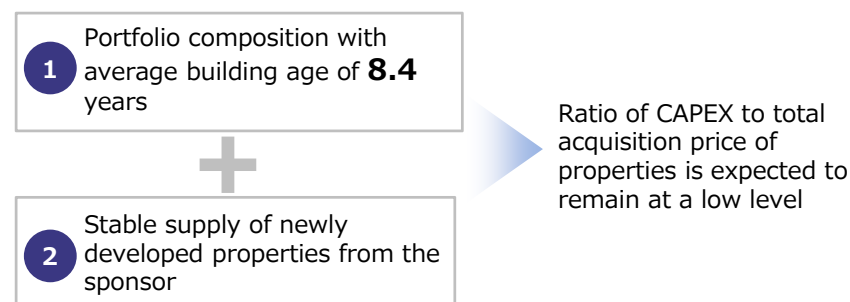 1
Portfolio composition with
average building age of 8.4
years
+
2
Stable supply of newly
developed properties from the
sponsor
Ratio of CAPEX to total
acquisition price of
properties is expected to
remain at a low level